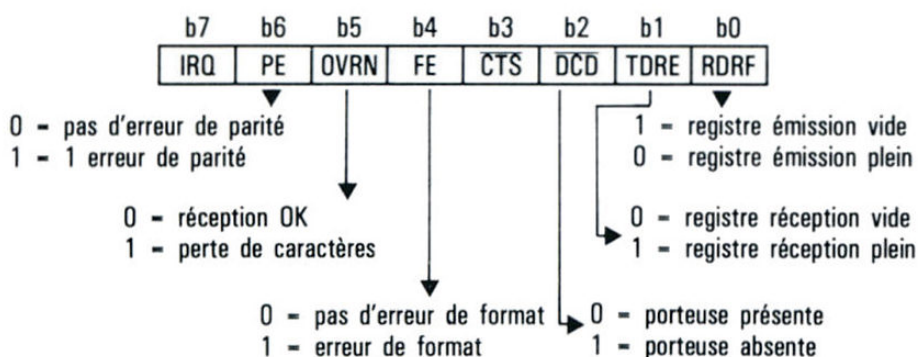 b7 b6 b5 b4 b3 b2 b1 b0
IRQ PE OVRN FE CTS DCD TDRE RDRF
0 = pas d'erreur de parité
1 = 1 erreur de parité
1 = registre émission vide
0 = registre émission plein
0 = réception OK
1 = perte de caractères
0 = registre réception vide
1 = registre réception plein
0 = pas d'erreur de format
1 = erreur de format
0 = porteuse présente
1 = porteuse absente